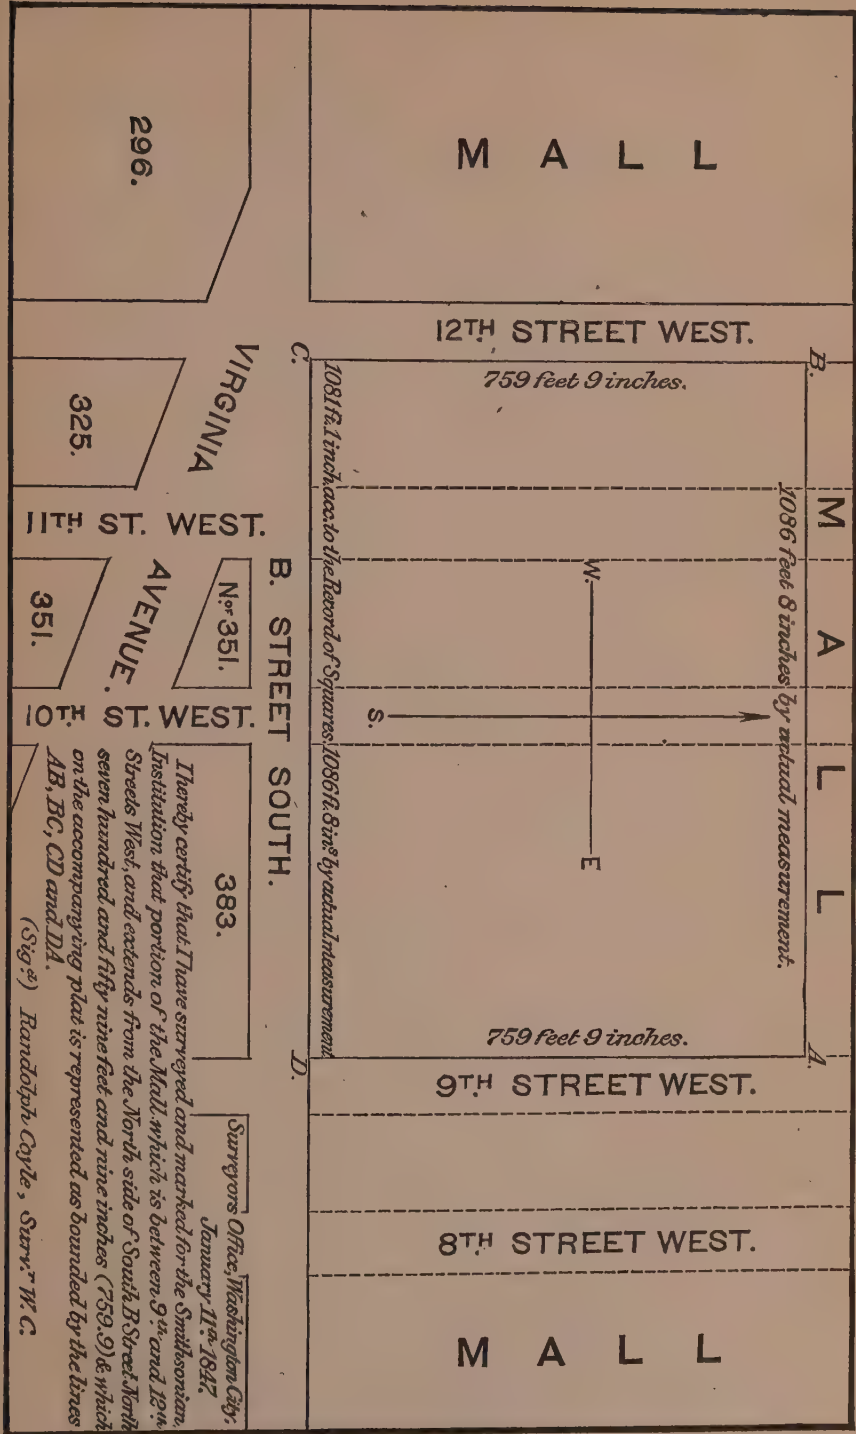 MALL
12TH STREET WEST.
B.
C.
759 feet 9 inches.
1086 feet 8 inches by actual measurement.
MALL
1081 ft. 1 inch. acc. to the Record of Squares 1086 ft. 8 ins. by actual measurement
W.
E
S.
759 feet 9 inches.
A.
D.
9TH STREET WEST.
8TH STREET WEST.
MALL
B. STREET SOUTH.
296.
VIRGINIA
AVENUE.
325.
11TH ST. WEST.
Nor 351.
351.
10TH ST. WEST.
383.
Surveyors Office, Washington City,
January 11th 1847.
I hereby certify that I have surveyed and marked for the Smithsonian
Institution that portion of the Mall which is between 9th and 12th
Streets West, and extends from the North side of South B Street North
seven hundred and fifty nine feet and nine inches (759.9) & which
on the accompanying plat is represented as bounded by the lines
AB, BC, CD and DA.
(Sigd) Randolph Coyle, Survr W.C.